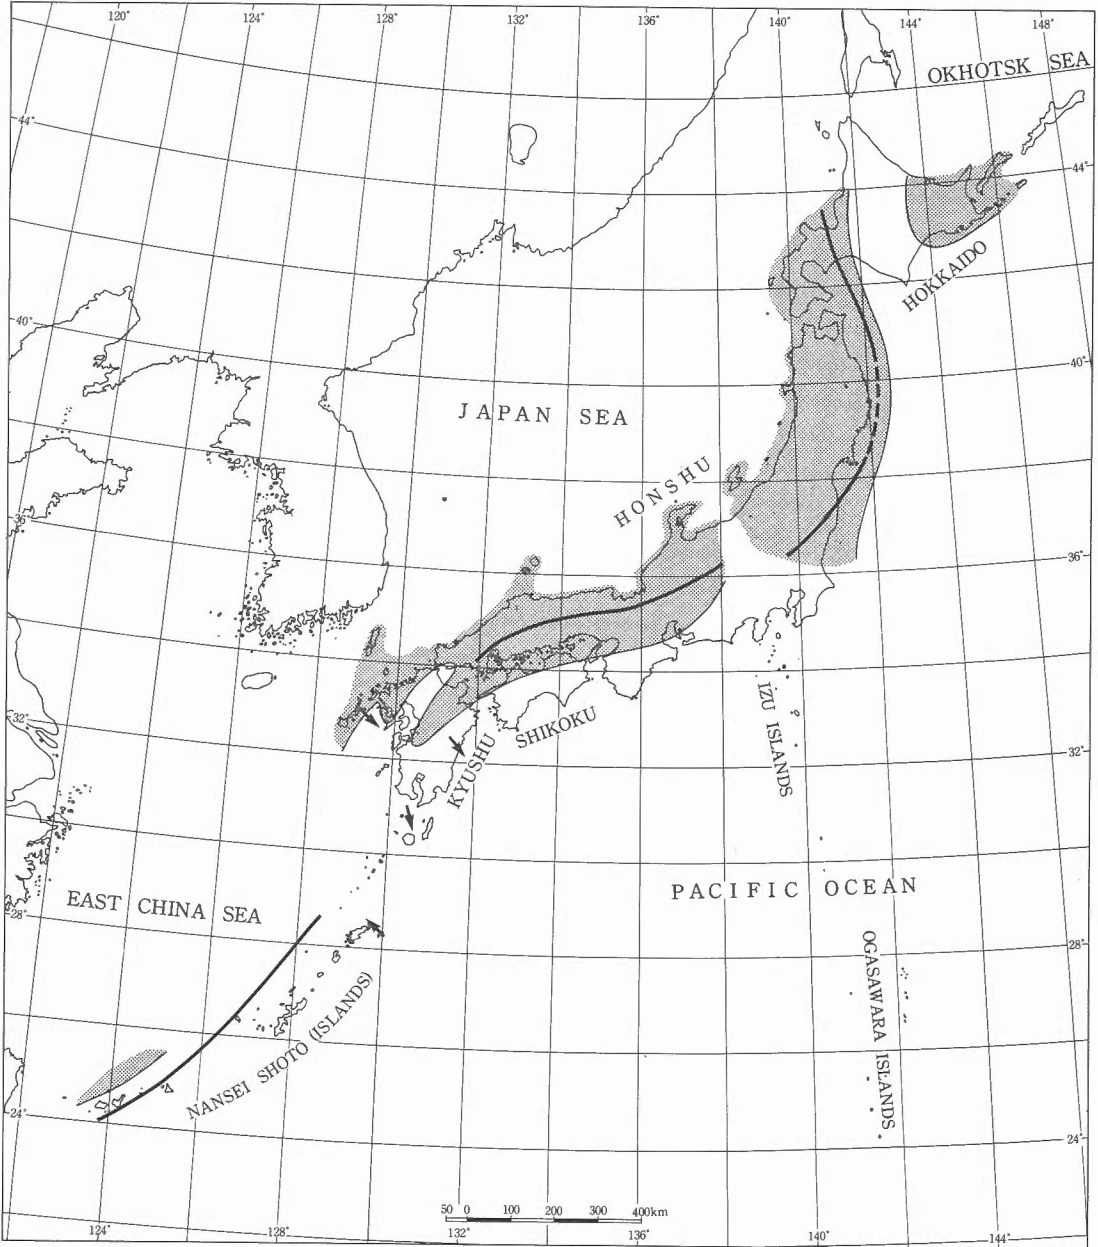 120° 124° 128° 132° 136° 140° 144° 148°
OKHOTSK SEA
44°
44°
HOKKAIDO
40°
40°
JAPAN SEA
HONSHU
36°
36°
SHIKOKU
IZU ISLANDS
KYUSHU
32°
32°
PACIFIC OCEAN
EAST CHINA SEA
28°
28°
OGASAWARA ISLANDS
NANSEI SHOTO (ISLANDS)
24°
24°
50 0 100 200 300 400km
124° 128° 132° 136° 140° 144°